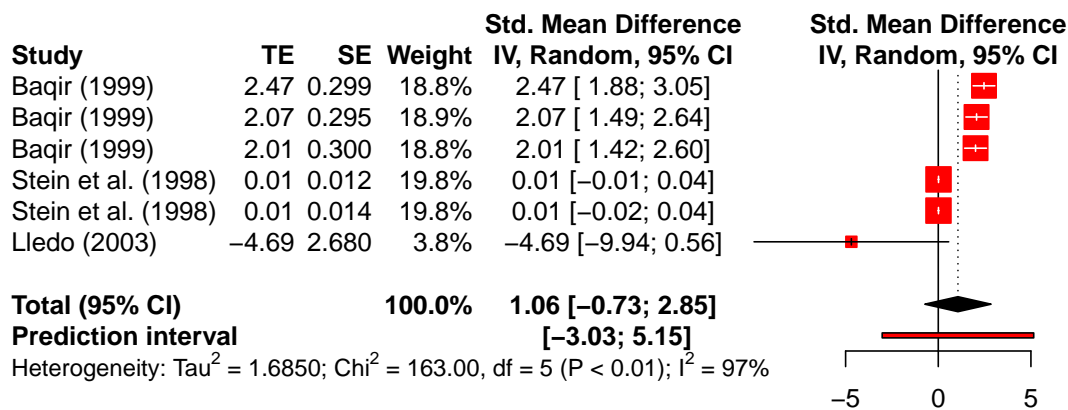 Std. Mean Difference Std. Mean Difference
Study TE SE Weight IV, Random, 95% CI IV, Random, 95% CI
Baqir (1999) 2.47 0.299 18.8% 2.47 [ 1.88; 3.05]
Baqir (1999) 2.07 0.295 18.9% 2.07 [ 1.49; 2.64]
Baqir (1999) 2.01 0.300 18.8% 2.01 [ 1.42; 2.60]
Stein et al. (1998) 0.01 0.012 19.8% 0.01 [−0.01; 0.04]
Stein et al. (1998) 0.01 0.014 19.8% 0.01 [−0.02; 0.04]
Lledo (2003) −4.69 2.680 3.8% −4.69 [−9.94; 0.56]
Total (95% CI) 100.0% 1.06 [−0.73; 2.85]
Prediction interval [−3.03; 5.15]
Heterogeneity: Tau² = 1.6850; Chi² = 163.00, df = 5 (P < 0.01); I² = 97%
−5 0 5